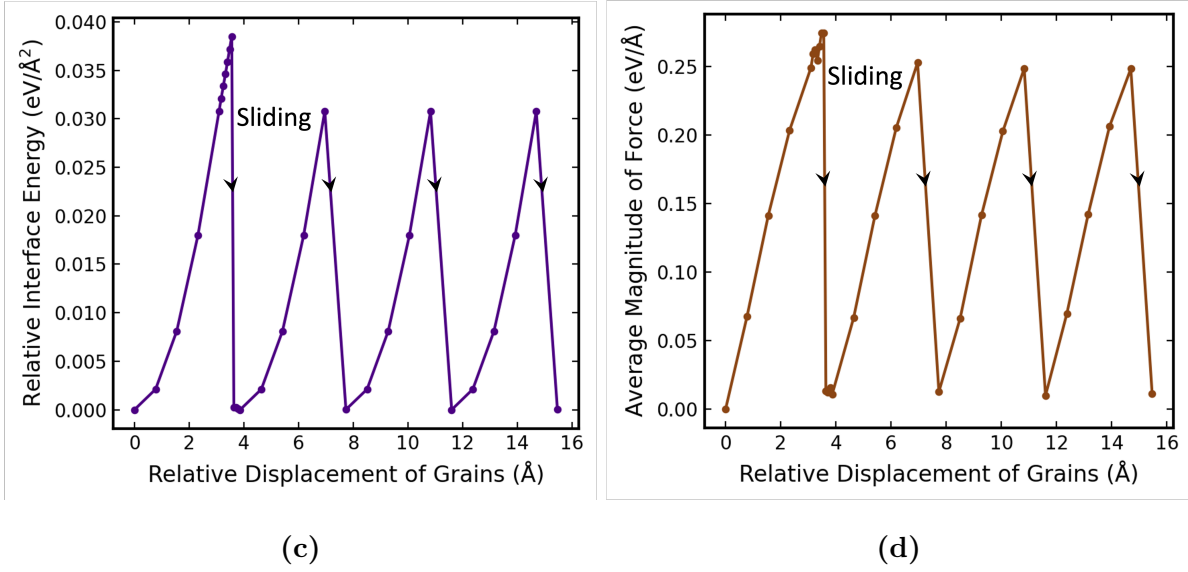 Relative Interface Energy (eV/Å²)
0.040
0.035
0.030
0.025
0.020
0.015
0.010
0.005
0.000
Sliding
0 2 4 6 8 10 12 14 16
Relative Displacement of Grains (Å)
(c)
Average Magnitude of Force (eV/Å)
0.25
0.20
0.15
0.10
0.05
0.00
Sliding
0 2 4 6 8 10 12 14 16
Relative Displacement of Grains (Å)
(d)